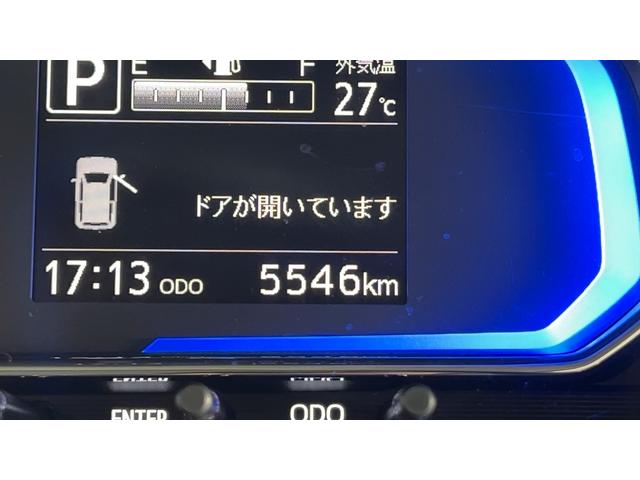 P
E F 外気温
27℃
ドアが開いています
17:13 ODO 5546km
ENTER ODO